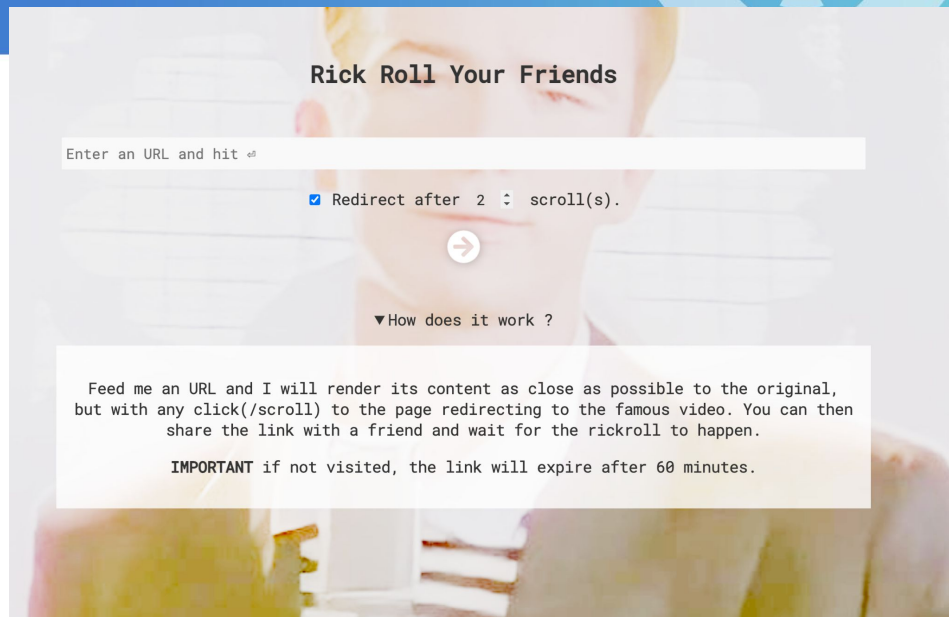 Rick Roll Your Friends
Enter an URL and hit ⏎
Redirect after 2 scroll(s).
▼How does it work ?
Feed me an URL and I will render its content as close as possible to the original,
but with any click(/scroll) to the page redirecting to the famous video. You can then
share the link with a friend and wait for the rickroll to happen.
IMPORTANT if not visited, the link will expire after 60 minutes.